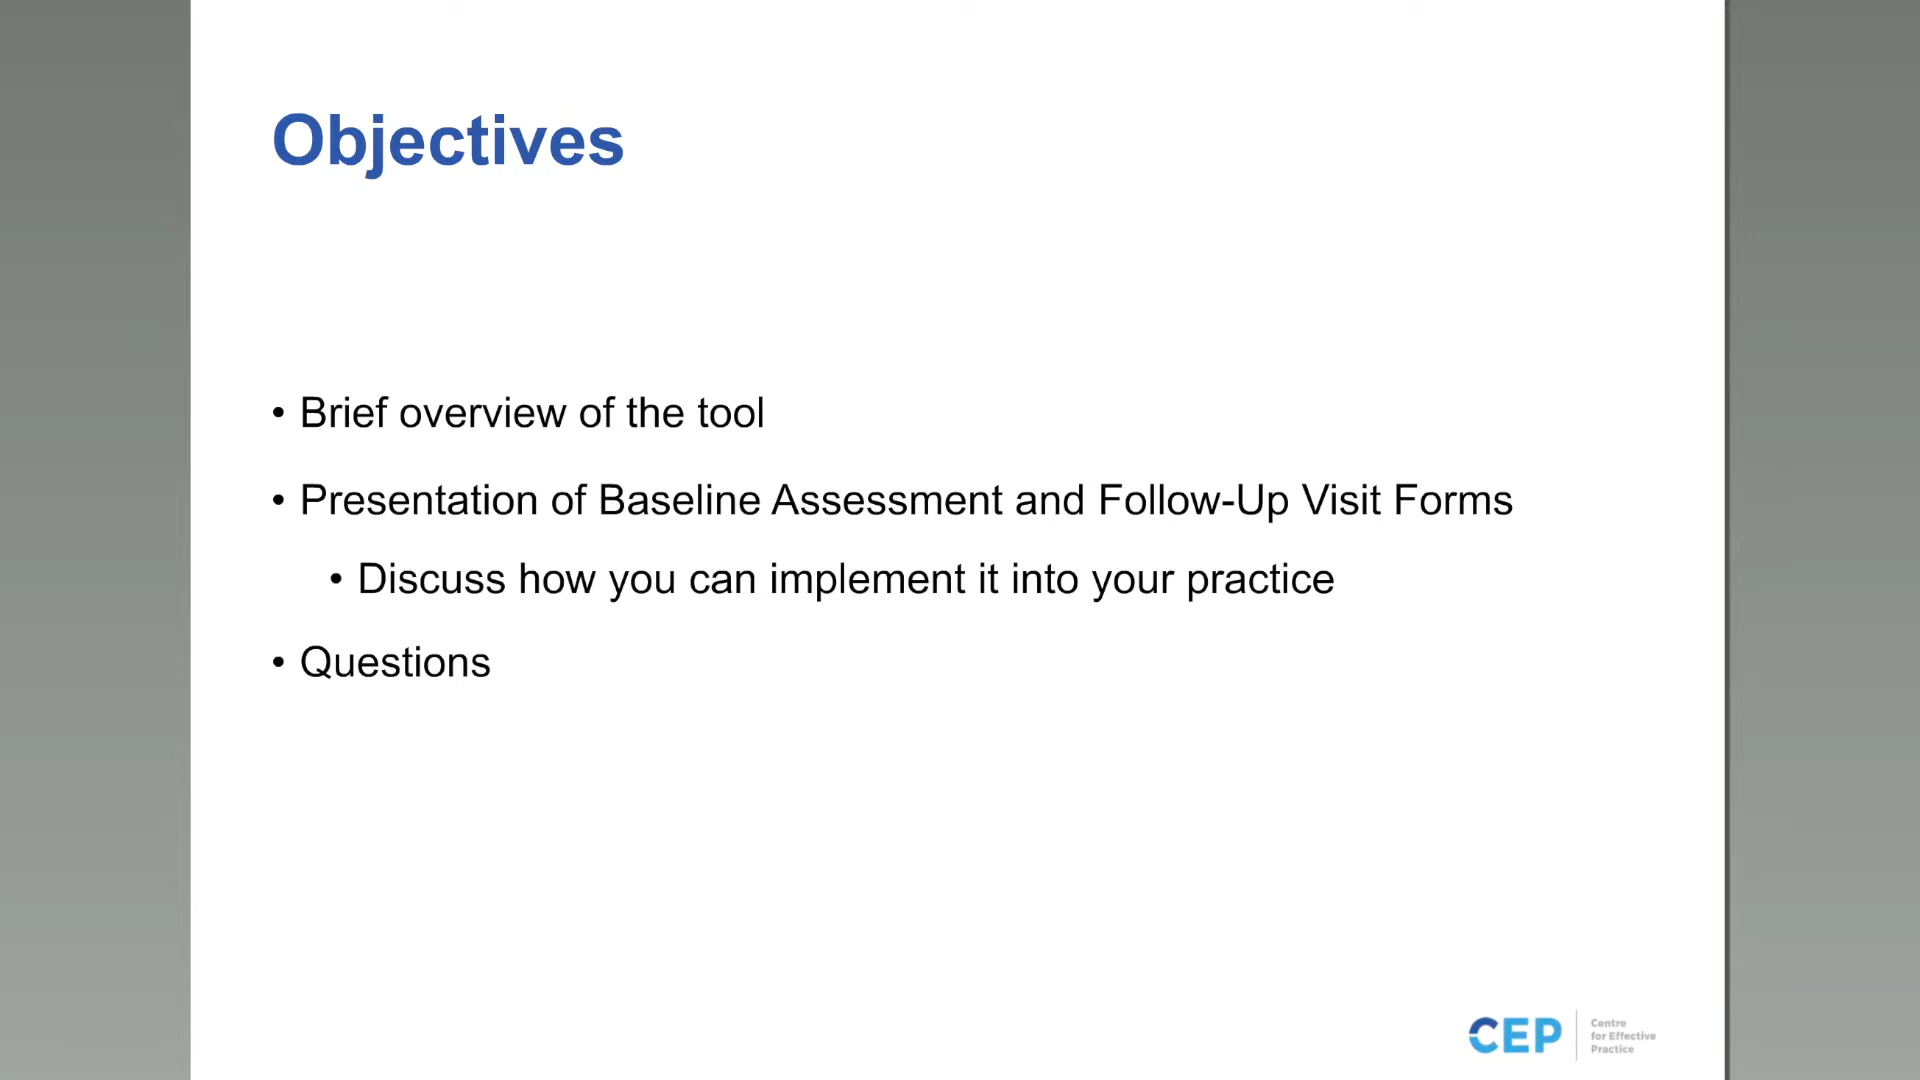 Objectives
• Brief overview of the tool
• Presentation of Baseline Assessment and Follow-Up Visit Forms
• Discuss how you can implement it into your practice
• Questions
CEP
Centre
for Effective
Practice